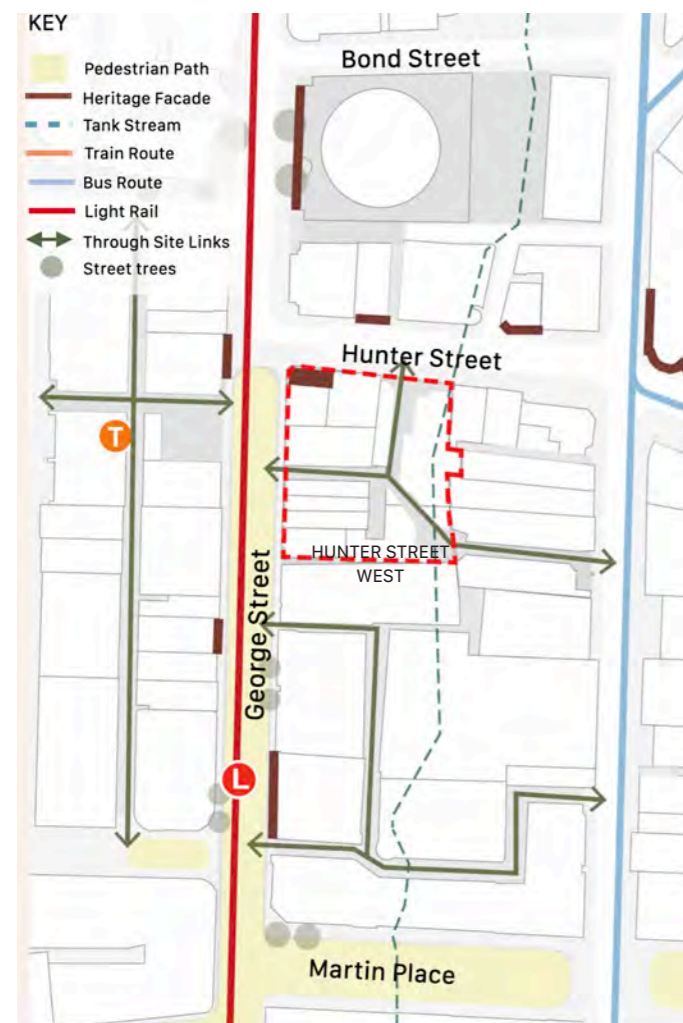 KEY
Pedestrian Path
Heritage Facade
Tank Stream
Train Route
Bus Route
Light Rail
Through Site Links
Street trees
Bond Street
Hunter Street
T
HUNTER STREET
WEST
George Street
L
Martin Place